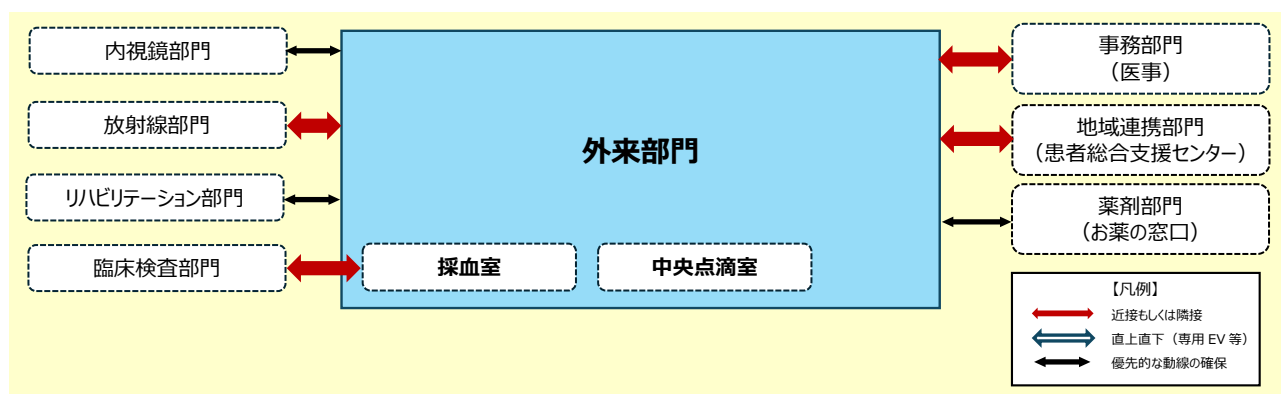 内視鏡部門
放射線部門
リハビリテーション部門
臨床検査部門
外来部門
採血室
中央点滴室
事務部門
（医事）
地域連携部門
（患者総合支援センター）
薬剤部門
（お薬の窓口）
【凡例】
近接もしくは隣接
直上直下（専用 EV 等）
優先的な動線の確保